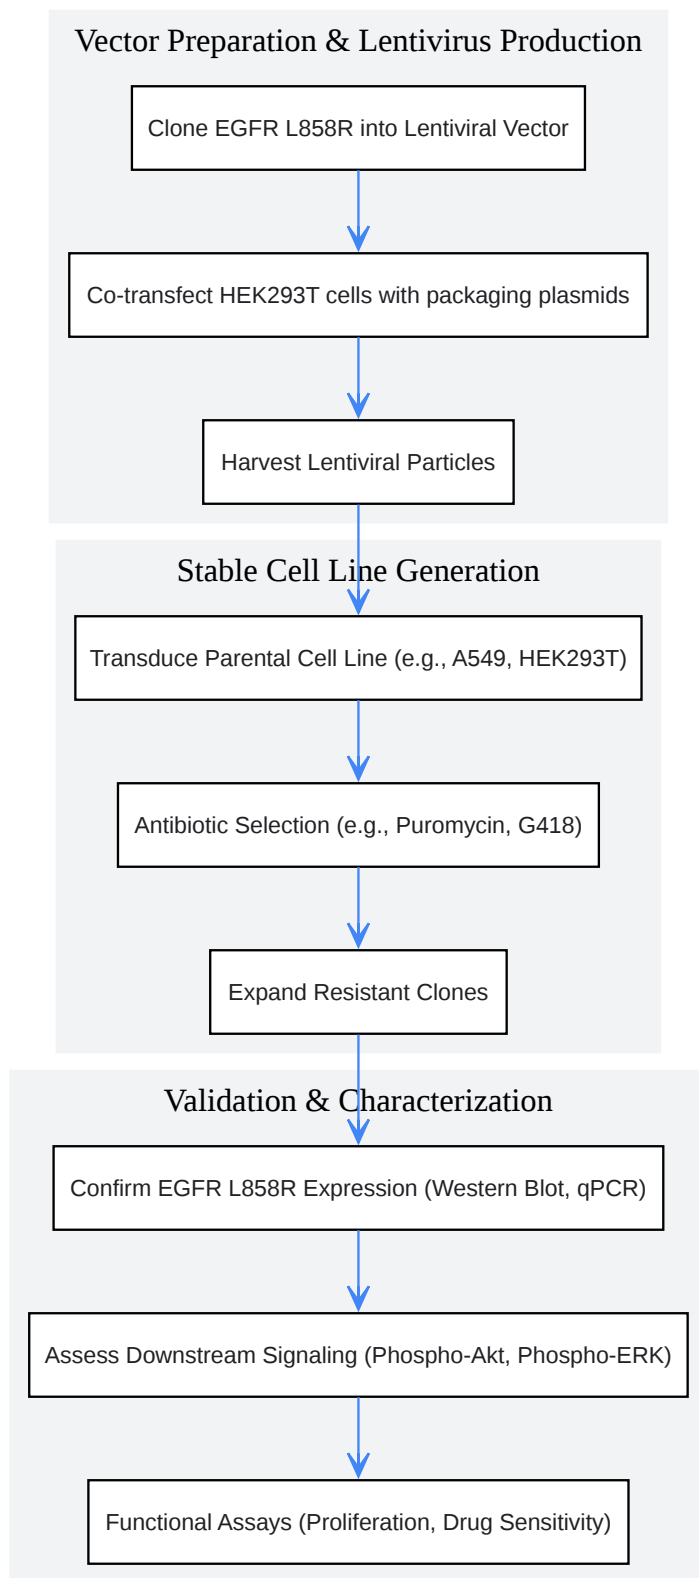 Vector Preparation & Lentivirus Production
Clone EGFR L858R into Lentiviral Vector
Co-transfect HEK293T cells with packaging plasmids
Harvest Lentiviral Particles
Stable Cell Line Generation
Transduce Parental Cell Line (e.g., A549, HEK293T)
Antibiotic Selection (e.g., Puromycin, G418)
Expand Resistant Clones
Validation & Characterization
Confirm EGFR L858R Expression (Western Blot, qPCR)
Assess Downstream Signaling (Phospho-Akt, Phospho-ERK)
Functional Assays (Proliferation, Drug Sensitivity)